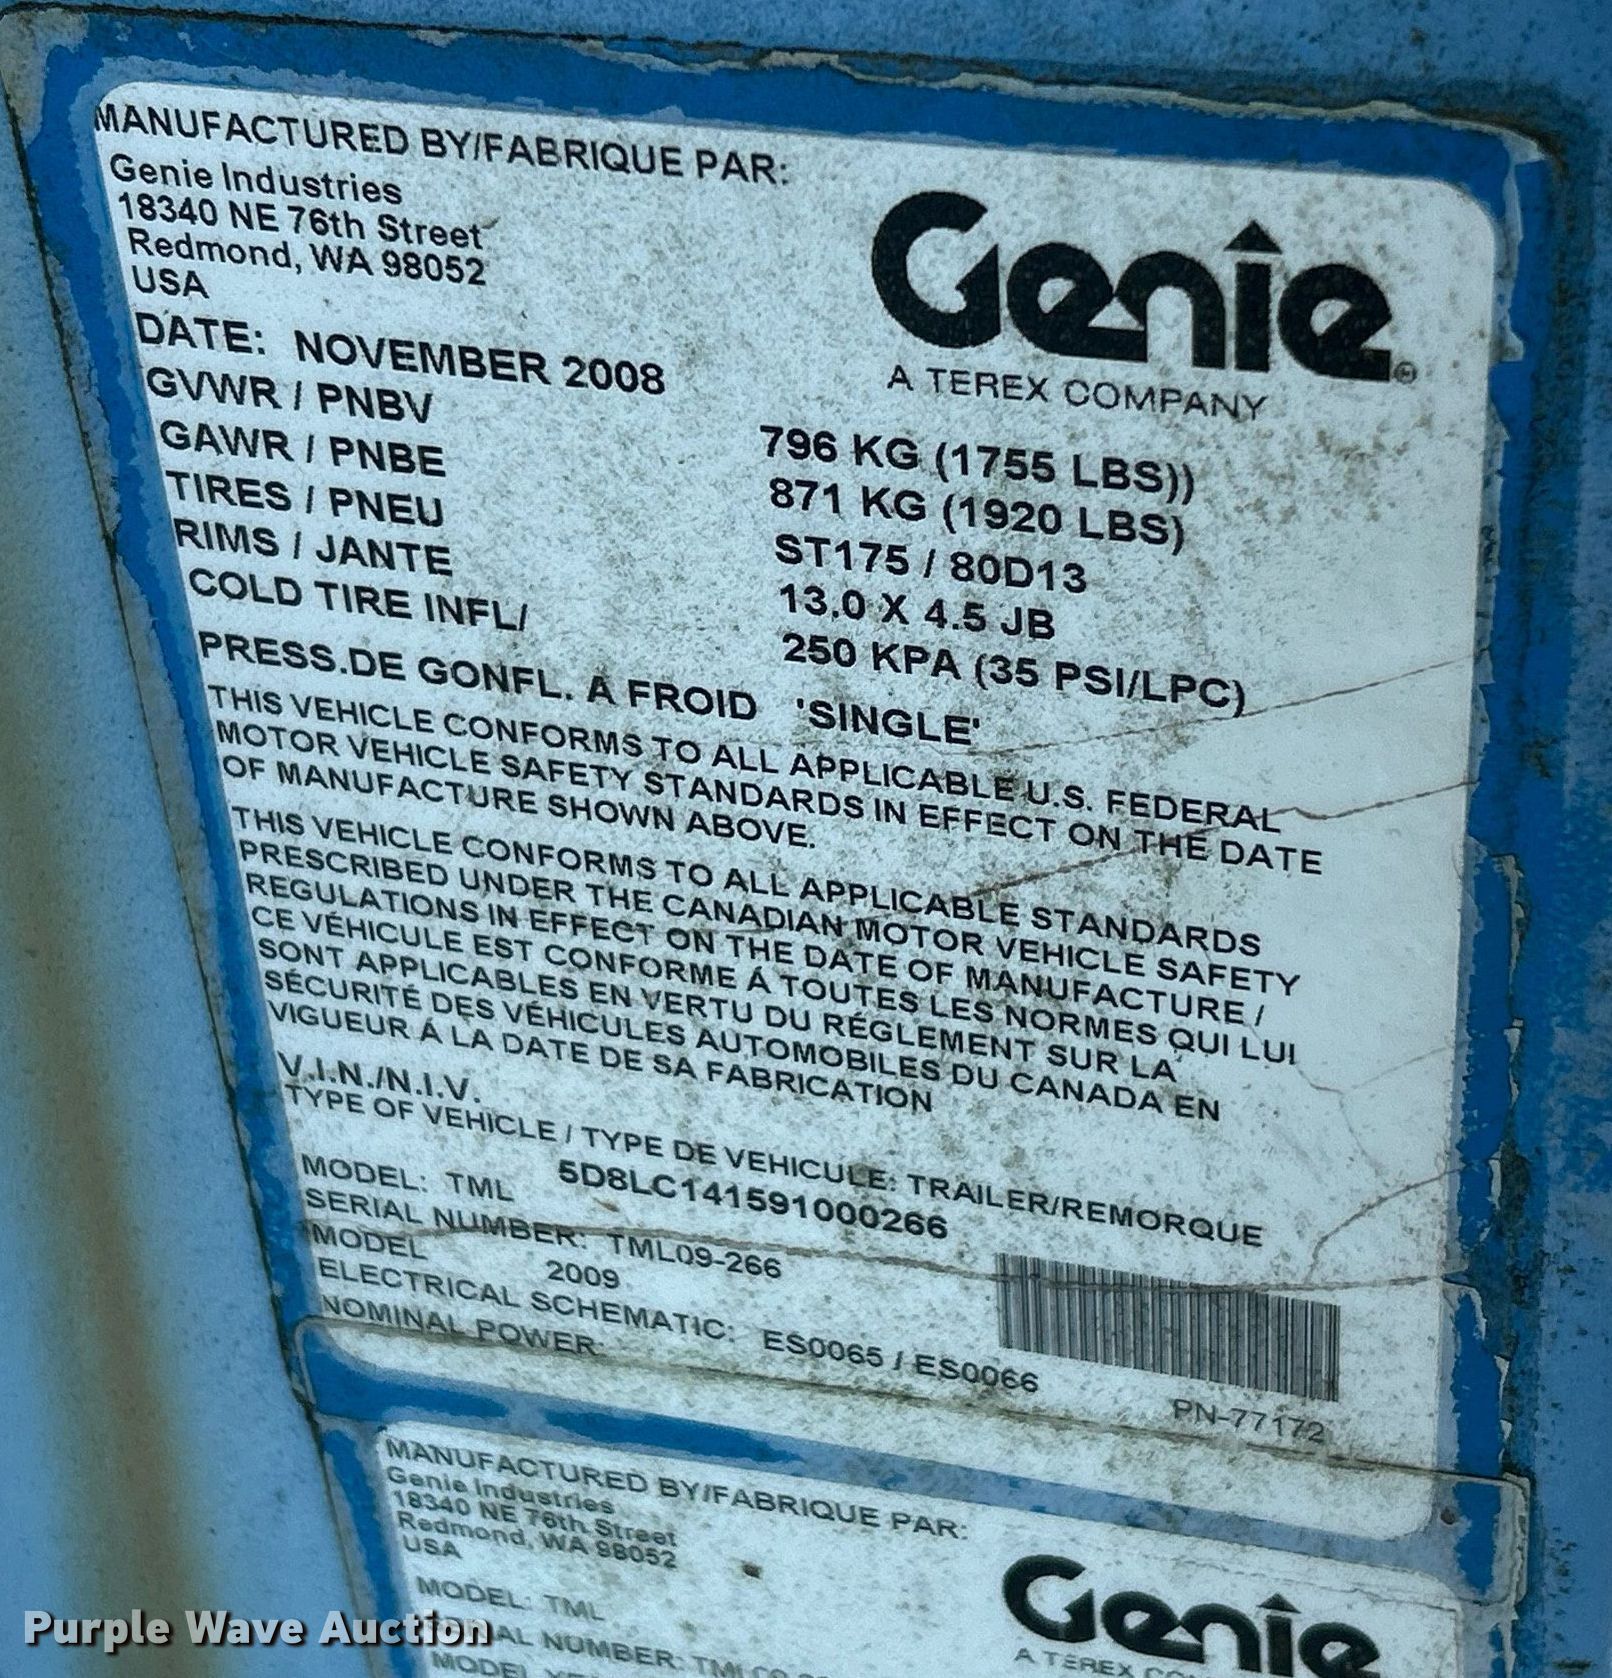 MANUFACTURED BY/FABRIQUE PAR:
Genie Industries
18340 NE 76th Street
Redmond, WA 98052
USA
Genie
A TEREX COMPANY
DATE: NOVEMBER 2008
GVWR / PNBV 796 KG (1755 LBS))
GAWR / PNBE 871 KG (1920 LBS)
TIRES / PNEU ST175 / 80D13
RIMS / JANTE 13.0 X 4.5 JB
COLD TIRE INFL/ 250 KPA (35 PSI/LPC)
PRESS.DE GONFL. A FROID 'SINGLE'
THIS VEHICLE CONFORMS TO ALL APPLICABLE U.S. FEDERAL
MOTOR VEHICLE SAFETY STANDARDS IN EFFECT ON THE DATE
OF MANUFACTURE SHOWN ABOVE.
THIS VEHICLE CONFORMS TO ALL APPLICABLE STANDARDS
PRESCRIBED UNDER THE CANADIAN MOTOR VEHICLE SAFETY
REGULATIONS IN EFFECT ON THE DATE OF MANUFACTURE /
CE VÉHICULE EST CONFORME Á TOUTES LES NORMES QUI LUI
SONT APPLICABLES EN VERTU DU RÉGLEMENT SUR LA
SÉCURITÉ DES VÉHICULES AUTOMOBILES DU CANADA EN
VIGUEUR Á LA DATE DE SA FABRICATION
V.I.N./N.I.V.
TYPE OF VEHICLE / TYPE DE VEHICULE: TRAILER/REMORQUE
5D8LC141591000266
MODEL: TML
SERIAL NUMBER: TML09-266
MODEL 2009
ELECTRICAL SCHEMATIC: ES0065 / ES0066
NOMINAL POWER:
PN-77172
MANUFACTURED BY/FABRIQUE PAR:
Genie Industries
18340 NE 76th Street
Redmond, WA 98052
USA
Genie
A TEREX
MODEL: TML
NUMBER:
MODEL
Purple Wave Auction